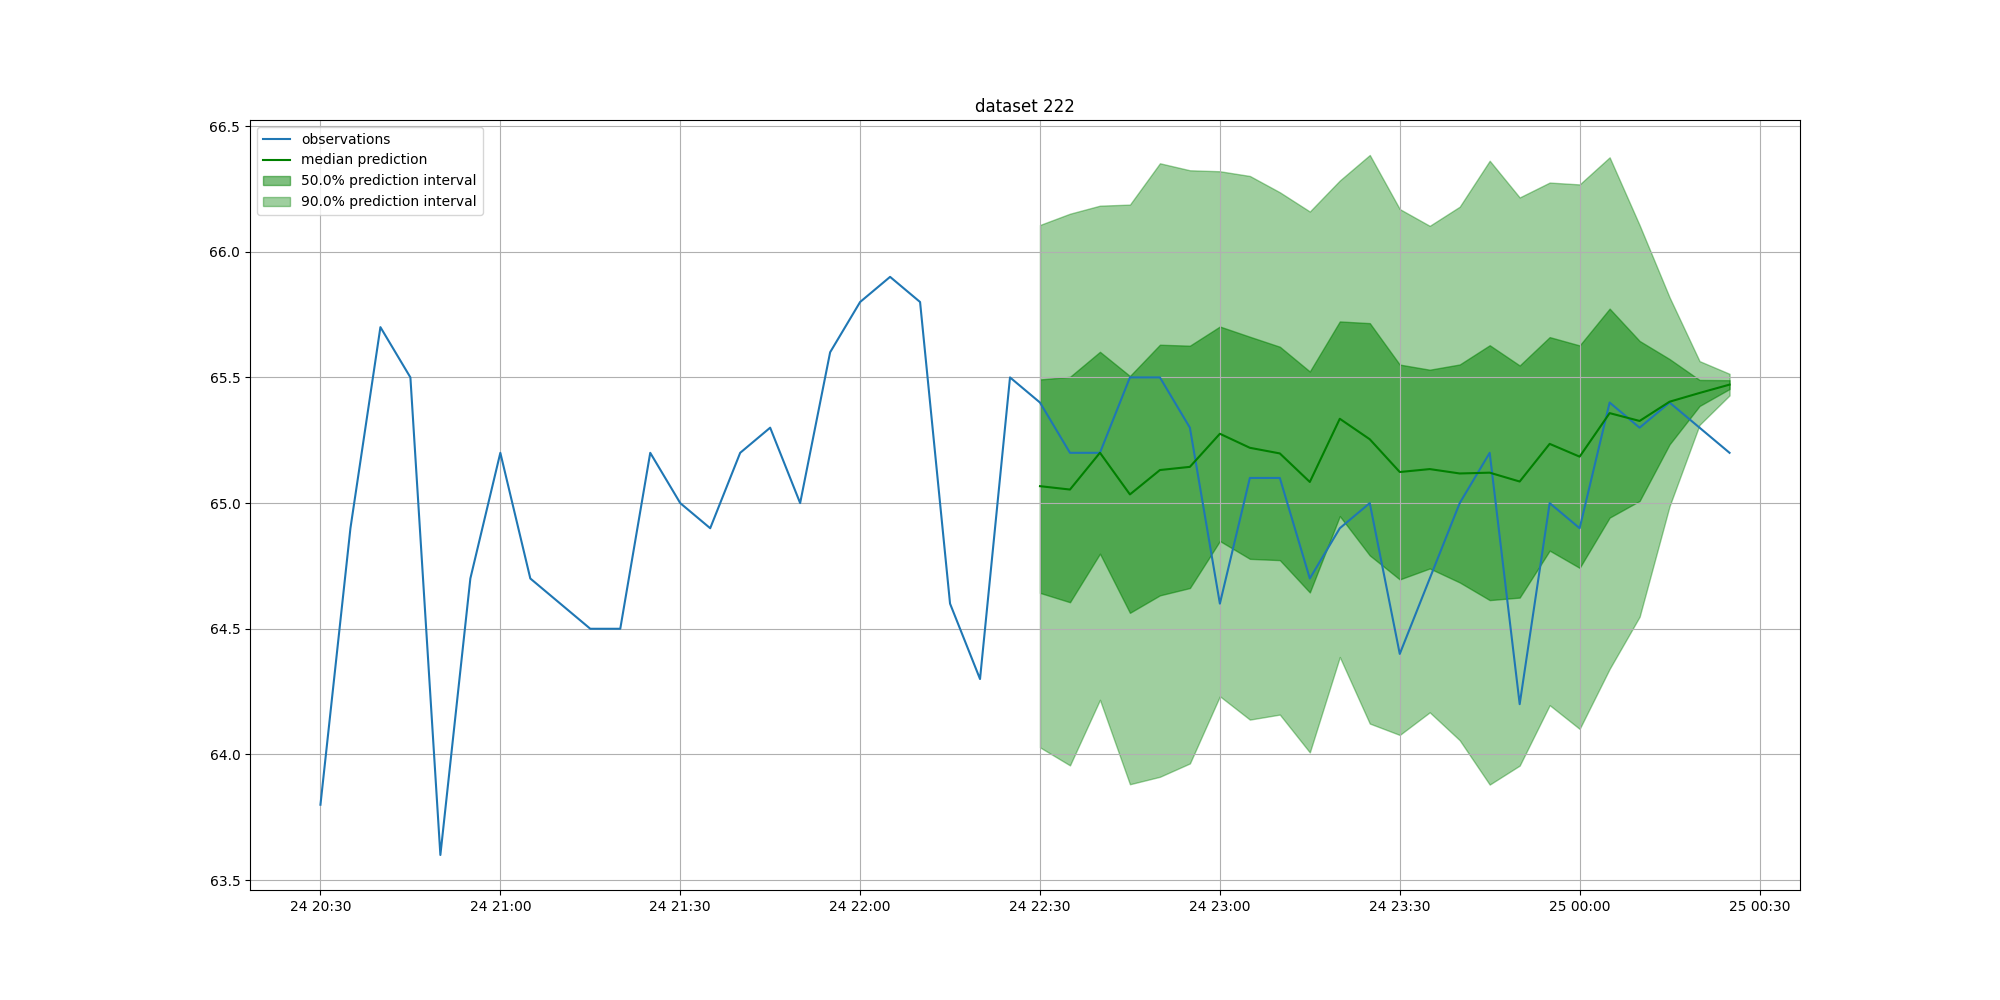 dataset 222
66.5
66.0
65.5
65.0
64.5
64.0
63.5
observations
median prediction
50.0% prediction interval
90.0% prediction interval
24 20:30 24 21:00 24 21:30 24 22:00 24 22:30 24 23:00 24 23:30 25 00:00 25 00:30